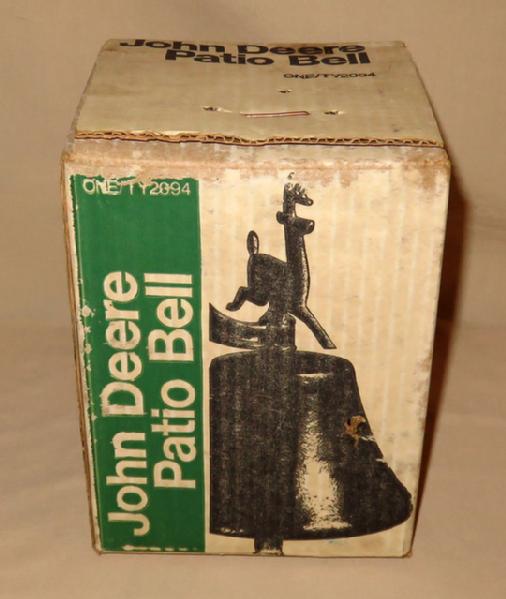 John Deere
Patio Bell
ONE/TY2094
ONE/TY2094
John Deere
Patio Bell